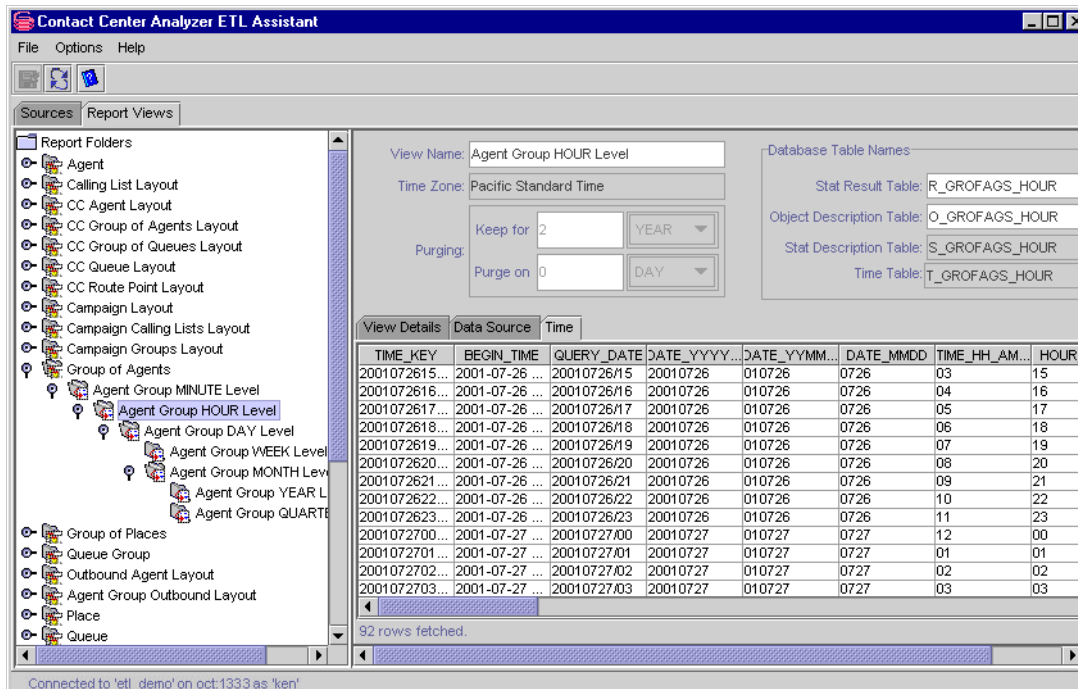 Contact Center Analyzer ETL Assistant
File Options Help
Sources Report Views
Report Folders
Agent
Calling List Layout
CC Agent Layout
CC Group of Agents Layout
CC Group of Queues Layout
CC Queue Layout
CC Route Point Layout
Campaign Layout
Campaign Calling Lists Layout
Campaign Groups Layout
Group of Agents
Agent Group MINUTE Level
Agent Group HOUR Level
Agent Group DAY Level
Agent Group WEEK Level
Agent Group MONTH Leve
Agent Group YEAR L
Agent Group QUARTE
Group of Places
Queue Group
Outbound Agent Layout
Agent Group Outbound Layout
Place
Queue
View Name: Agent Group HOUR Level
Time Zone: Pacific Standard Time
Purging:
Keep for 2 YEAR
Purge on 0 DAY
Database Table Names
Stat Result Table: R_GROFAGS_HOUR
Object Description Table: O_GROFAGS_HOUR
Stat Description Table: S_GROFAGS_HOUR
Time Table: T_GROFAGS_HOUR
View Details Data Source Time
TIME_KEY BEGIN_TIME QUERY_DATE DATE_YYYY... DATE_YYMM... DATE_MMDD TIME_HH_AM... HOUR
2001072615... 2001-07-26 ... 20010726/15 20010726 010726 0726 03 15
2001072616... 2001-07-26 ... 20010726/16 20010726 010726 0726 04 16
2001072617... 2001-07-26 ... 20010726/17 20010726 010726 0726 05 17
2001072618... 2001-07-26 ... 20010726/18 20010726 010726 0726 06 18
2001072619... 2001-07-26 ... 20010726/19 20010726 010726 0726 07 19
2001072620... 2001-07-26 ... 20010726/20 20010726 010726 0726 08 20
2001072621... 2001-07-26 ... 20010726/21 20010726 010726 0726 09 21
2001072622... 2001-07-26 ... 20010726/22 20010726 010726 0726 10 22
2001072623... 2001-07-26 ... 20010726/23 20010726 010726 0726 11 23
2001072700... 2001-07-27 ... 20010727/00 20010727 010727 0727 12 00
2001072701... 2001-07-27 ... 20010727/01 20010727 010727 0727 01 01
2001072702... 2001-07-27 ... 20010727/02 20010727 010727 0727 02 02
2001072703... 2001-07-27 ... 20010727/03 20010727 010727 0727 03 03
92 rows fetched.
Connected to 'etl_demo' on oct:1333 as 'ken'